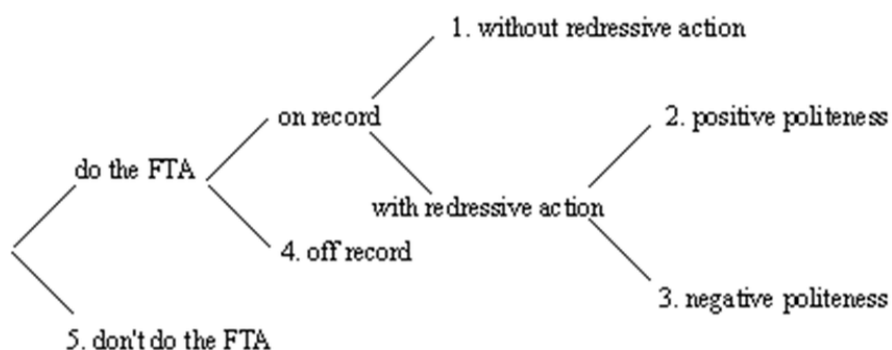 1. without redressive action
on record
2. positive politeness
do the FTA
with redressive action
4. off record
3. negative politeness
5. don't do the FTA